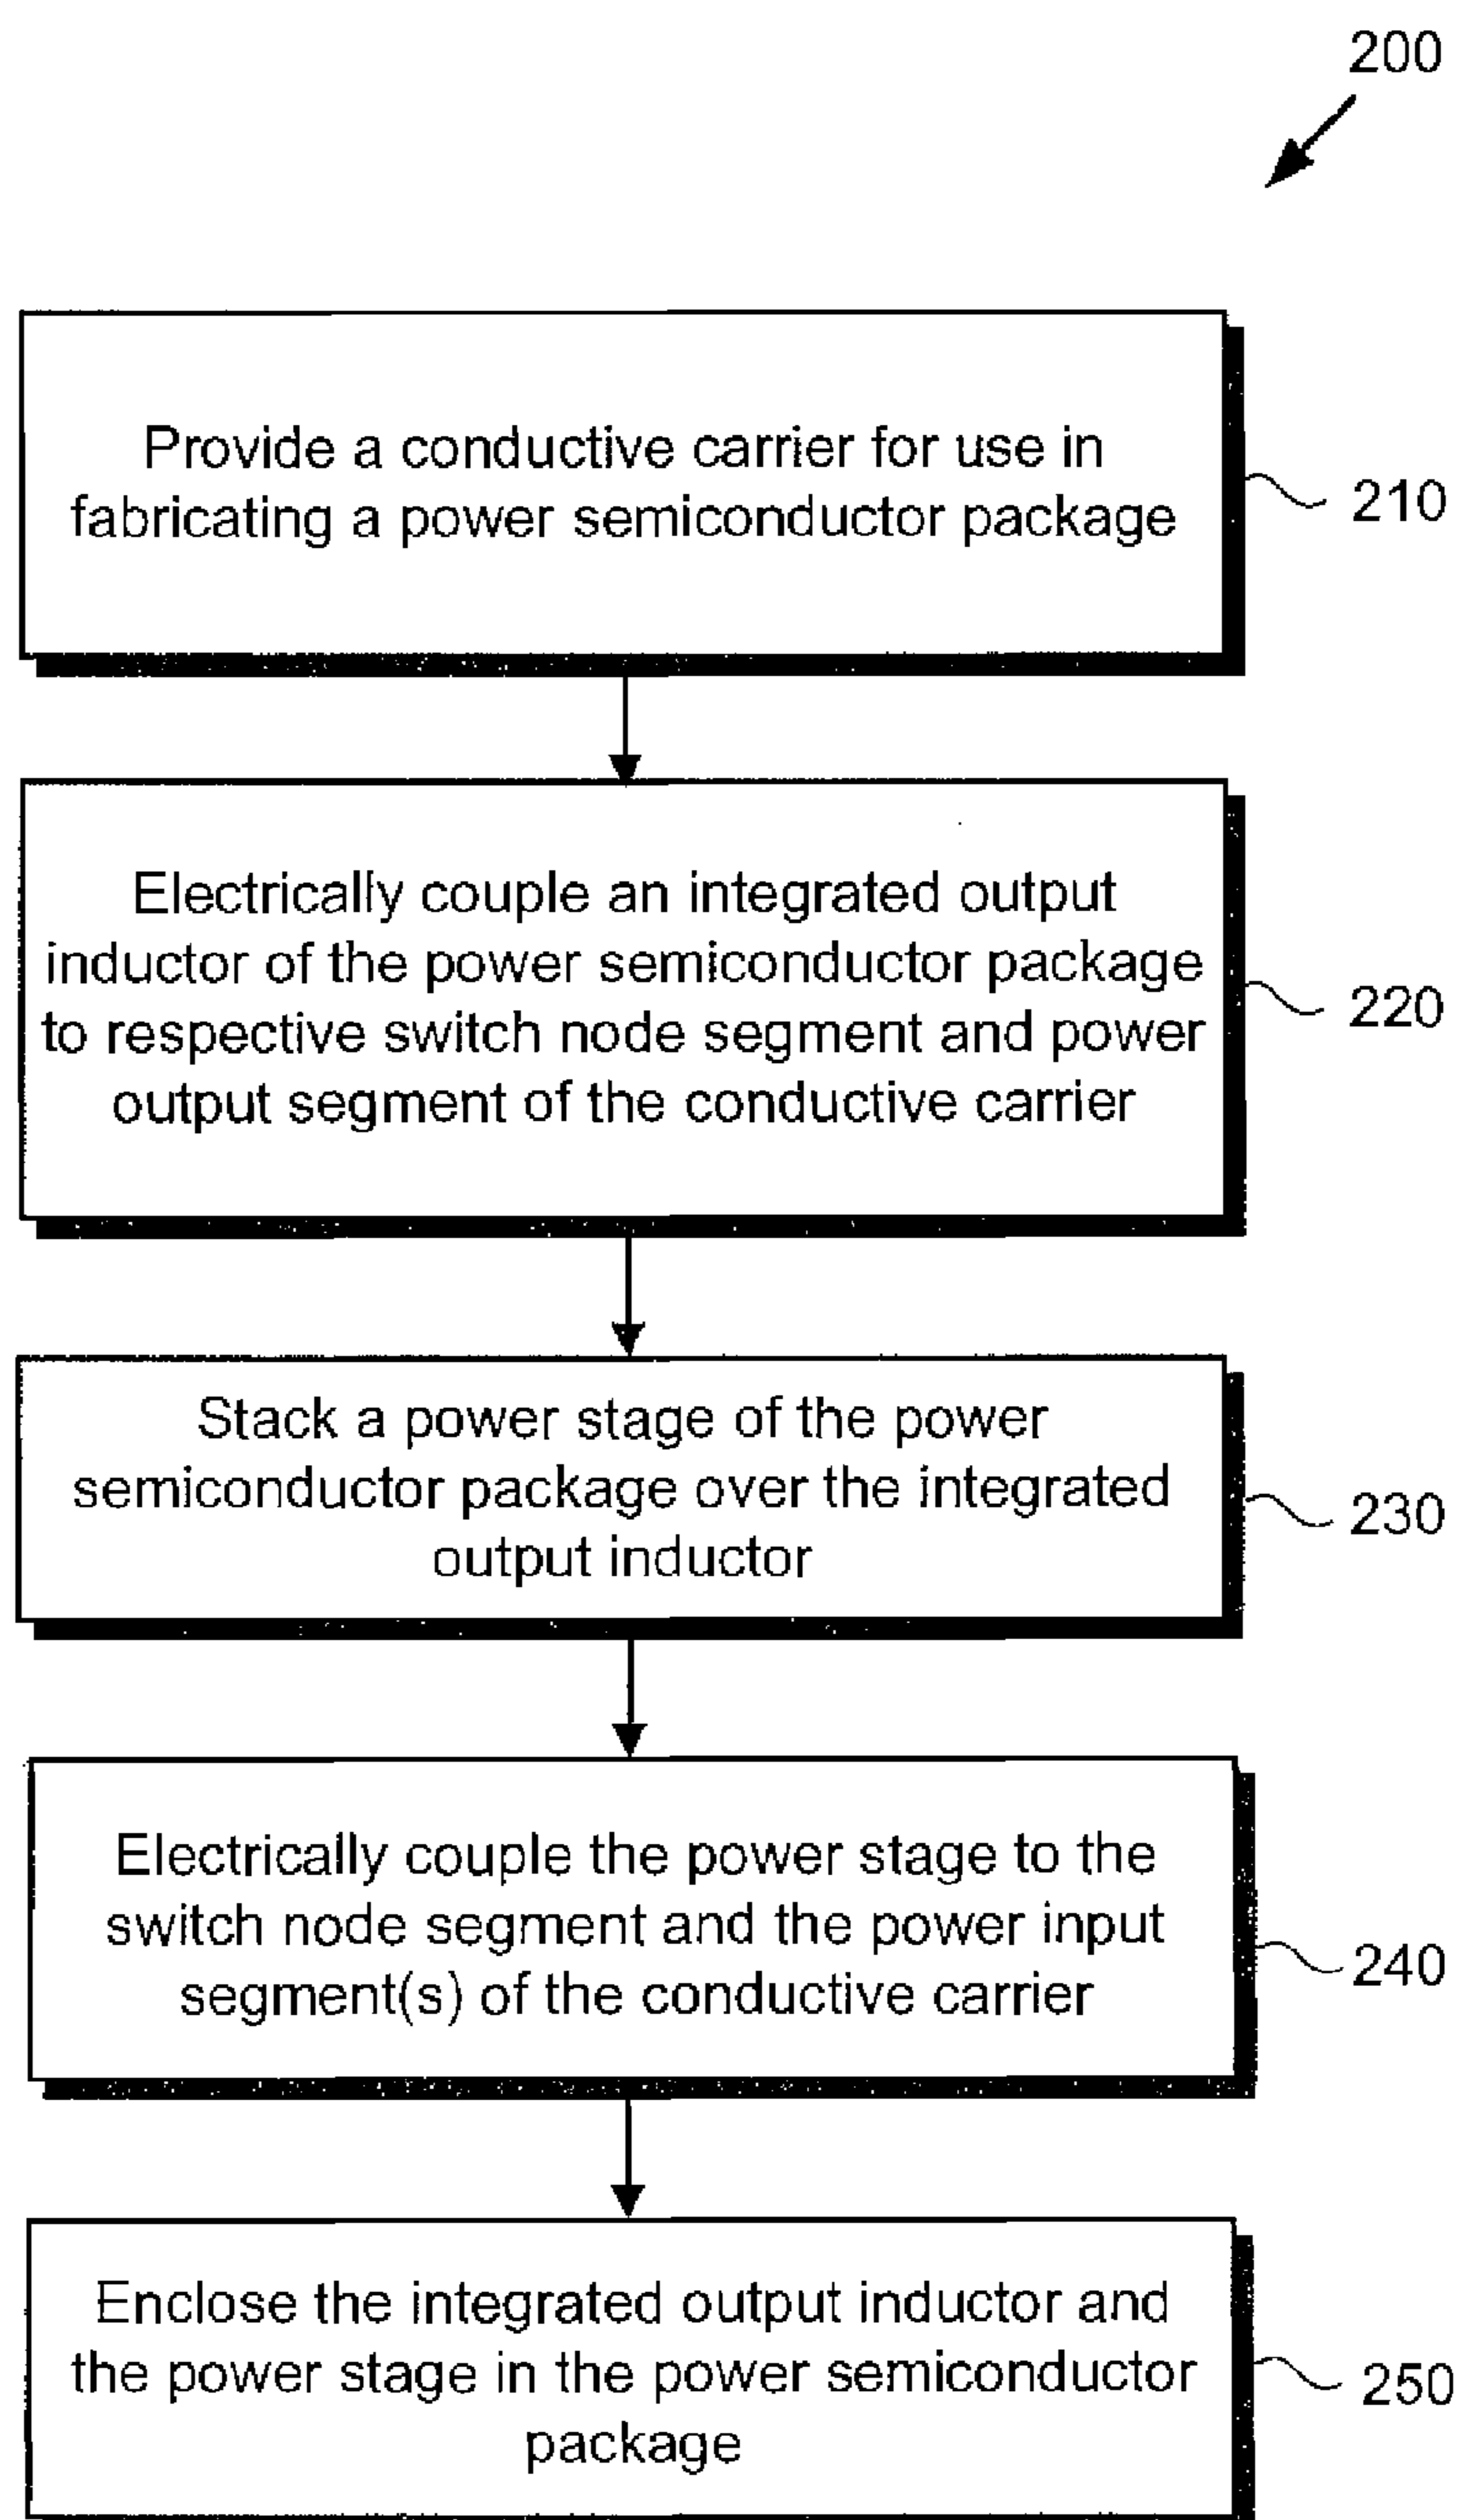 200
Provide a conductive carrier for use in
fabricating a power semiconductor package
210
Electrically couple an integrated output
inductor of the power semiconductor package
to respective switch node segment and power
output segment of the conductive carrier
220
Stack a power stage of the power
semiconductor package over the integrated
output inductor
230
Electrically couple the power stage to the
switch node segment and the power input
segment(s) of the conductive carrier
240
Enclose the integrated output inductor and
the power stage in the power semiconductor
package
250